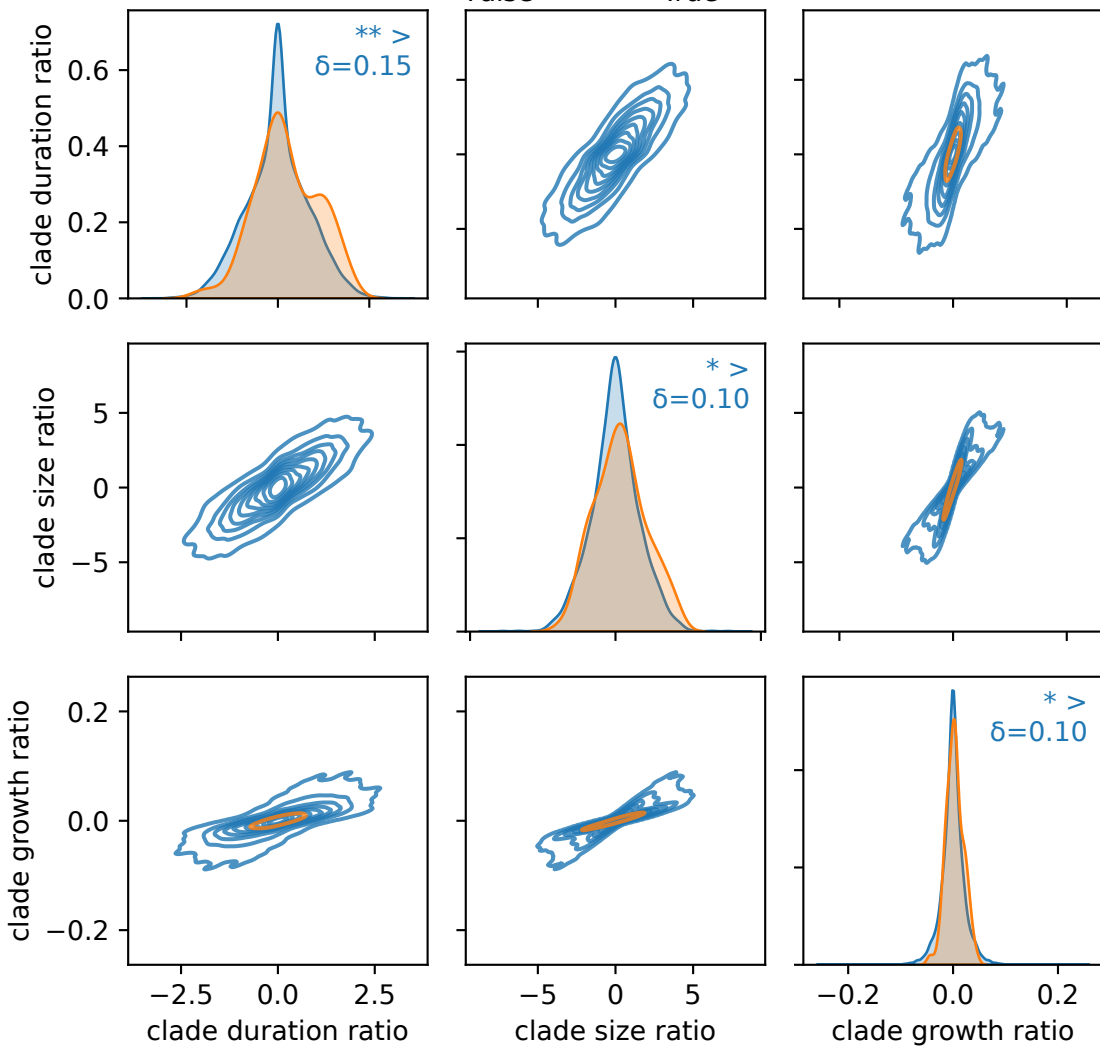 ** >
δ=0.15
clade duration ratio
0.6
0.4
0.2
0.0
* >
δ=0.10
clade size ratio
5
0
−5
* >
δ=0.10
clade growth ratio
0.2
0.0
−0.2
−2.5 0.0 2.5
−5 0 5
−0.2 0.0 0.2
clade duration ratio
clade size ratio
clade growth ratio